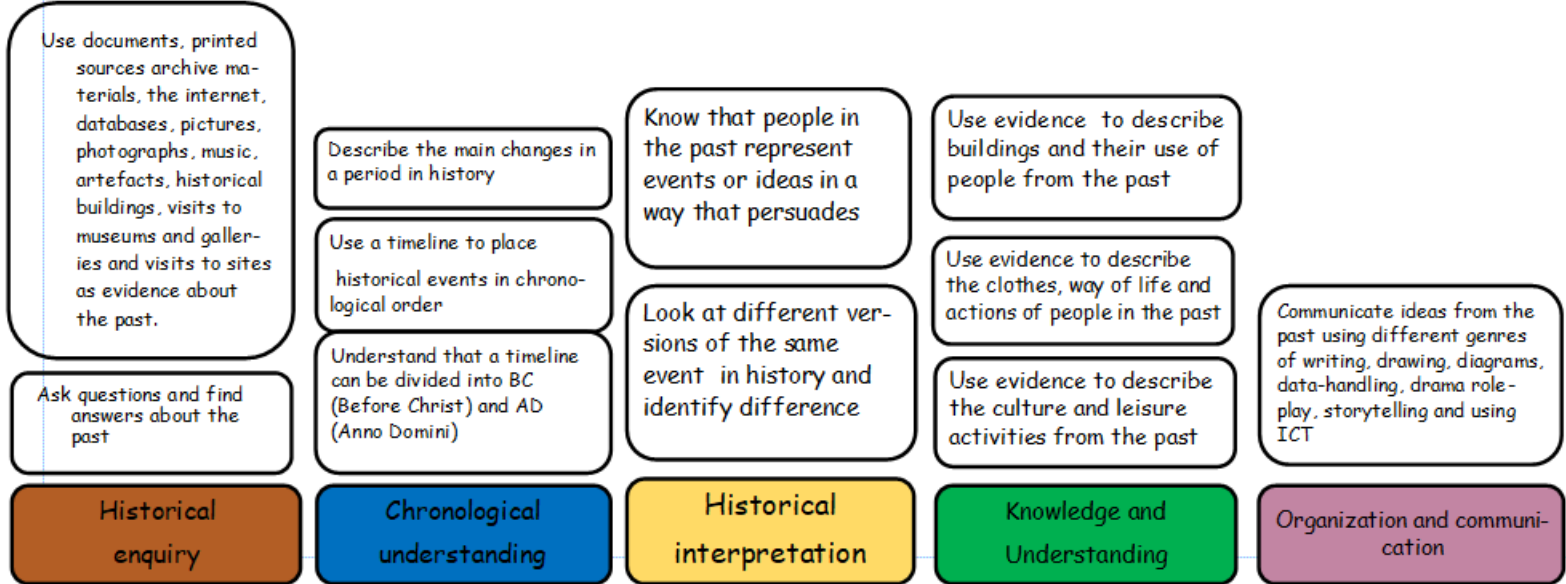 Use documents, printed
sources archive ma-
terials, the internet,
databases, pictures,
photographs, music,
artefacts, historical
buildings, visits to
museums and galler-
ies and visits to sites
as evidence about
the past.
Ask questions and find
answers about the
past
Historical
enquiry
Describe the main changes in
a period in history
Use a timeline to place
historical events in chrono-
logical order
Understand that a timeline
can be divided into BC
(Before Christ) and AD
(Anno Domini)
Chronological
understanding
Know that people in
the past represent
events or ideas in a
way that persuades
Look at different ver-
sions of the same
event in history and
identify difference
Historical
interpretation
Use evidence to describe
buildings and their use of
people from the past
Use evidence to describe
the clothes, way of life and
actions of people in the past
Use evidence to describe
the culture and leisure
activities from the past
Knowledge and
Understanding
Communicate ideas from the
past using different genres
of writing, drawing, diagrams,
data-handling, drama role-
play, storytelling and using
ICT
Organization and communi-
cation